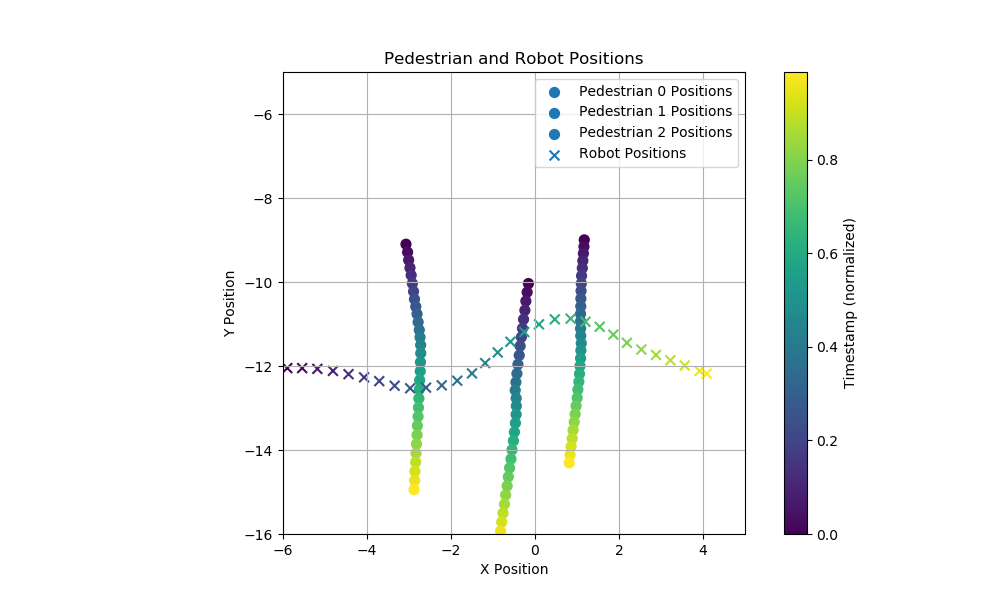 Pedestrian and Robot Positions
Pedestrian 0 Positions
Pedestrian 1 Positions
Pedestrian 2 Positions
Robot Positions
−6
−8
−10
−12
−14
−16
Y Position
−6
−4
−2
0
2
4
X Position
0.8
0.6
0.4
0.2
0.0
Timestamp (normalized)